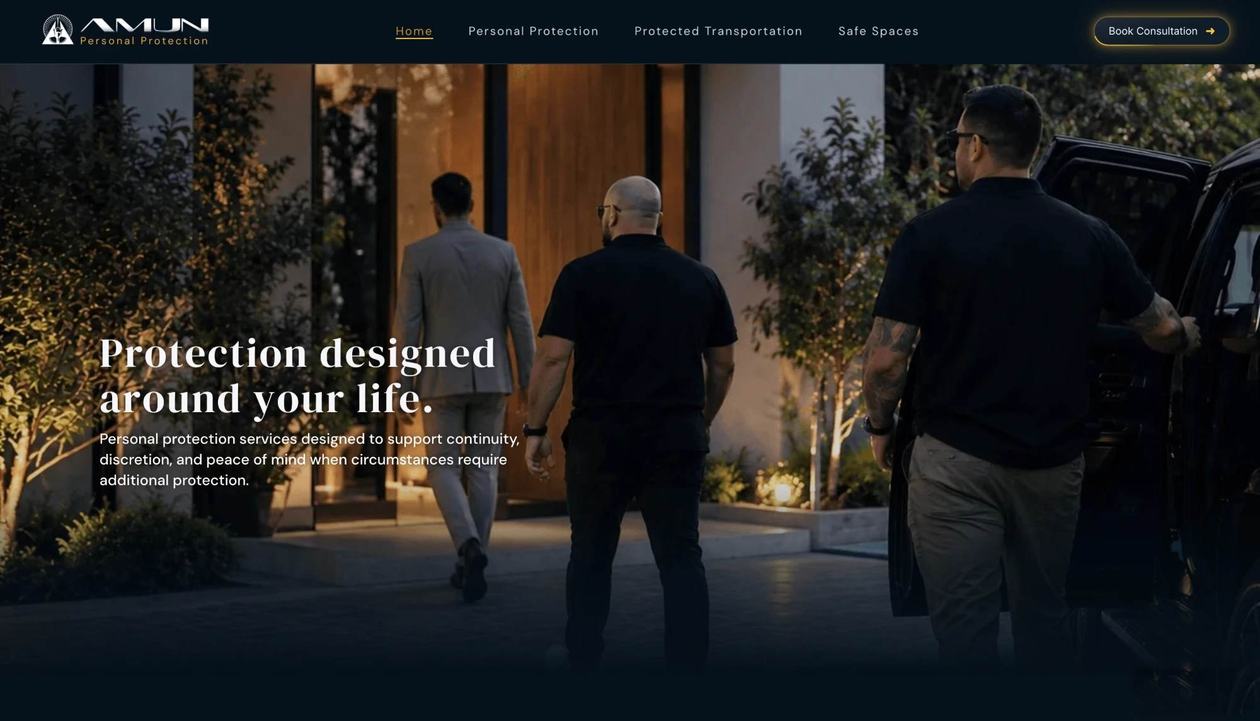 AMUN
Personal Protection
Home
Personal Protection
Protected Transportation
Safe Spaces
Book Consultation
Protection designed
around your life.
Personal protection services designed to support continuity,
discretion, and peace of mind when circumstances require
additional protection.